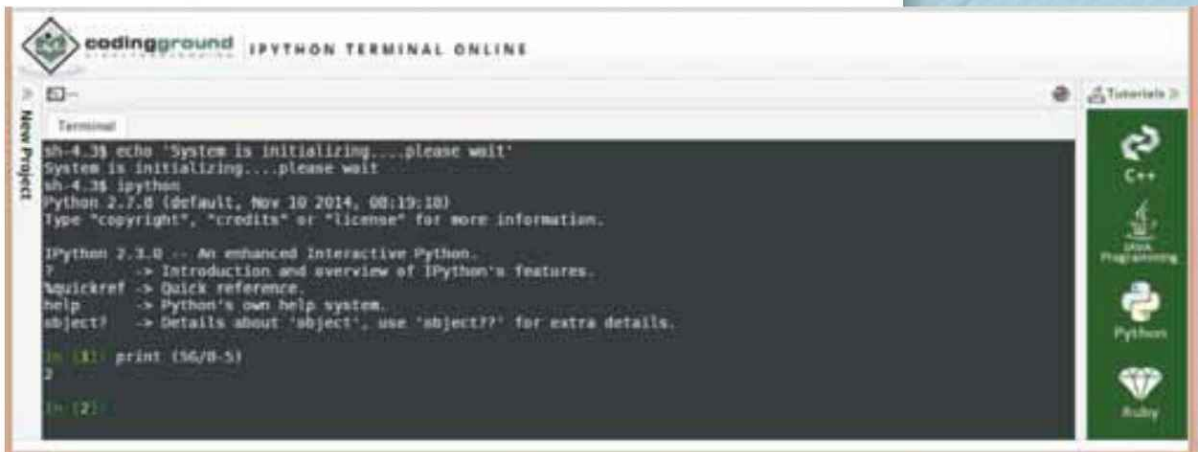 codingground IPYTHON TERMINAL ONLINE
Tutorials
New Project
Terminal
sh-4.3$ echo 'System is initializing....please wait'
System is initializing....please wait
sh-4.3$ ipython
Python 2.7.8 (default, Nov 10 2014, 08:19:18)
Type "copyright", "credits" or "license" for more information.
IPython 2.3.0 -- An enhanced Interactive Python.
? -> Introduction and overview of IPython's features.
%quickref -> Quick reference.
help -> Python's own help system.
object? -> Details about 'object', use 'object??' for extra details.
In [1]: print (56/8-5)
2
In [2]:
C++
JAVA
Programming
Python
Ruby